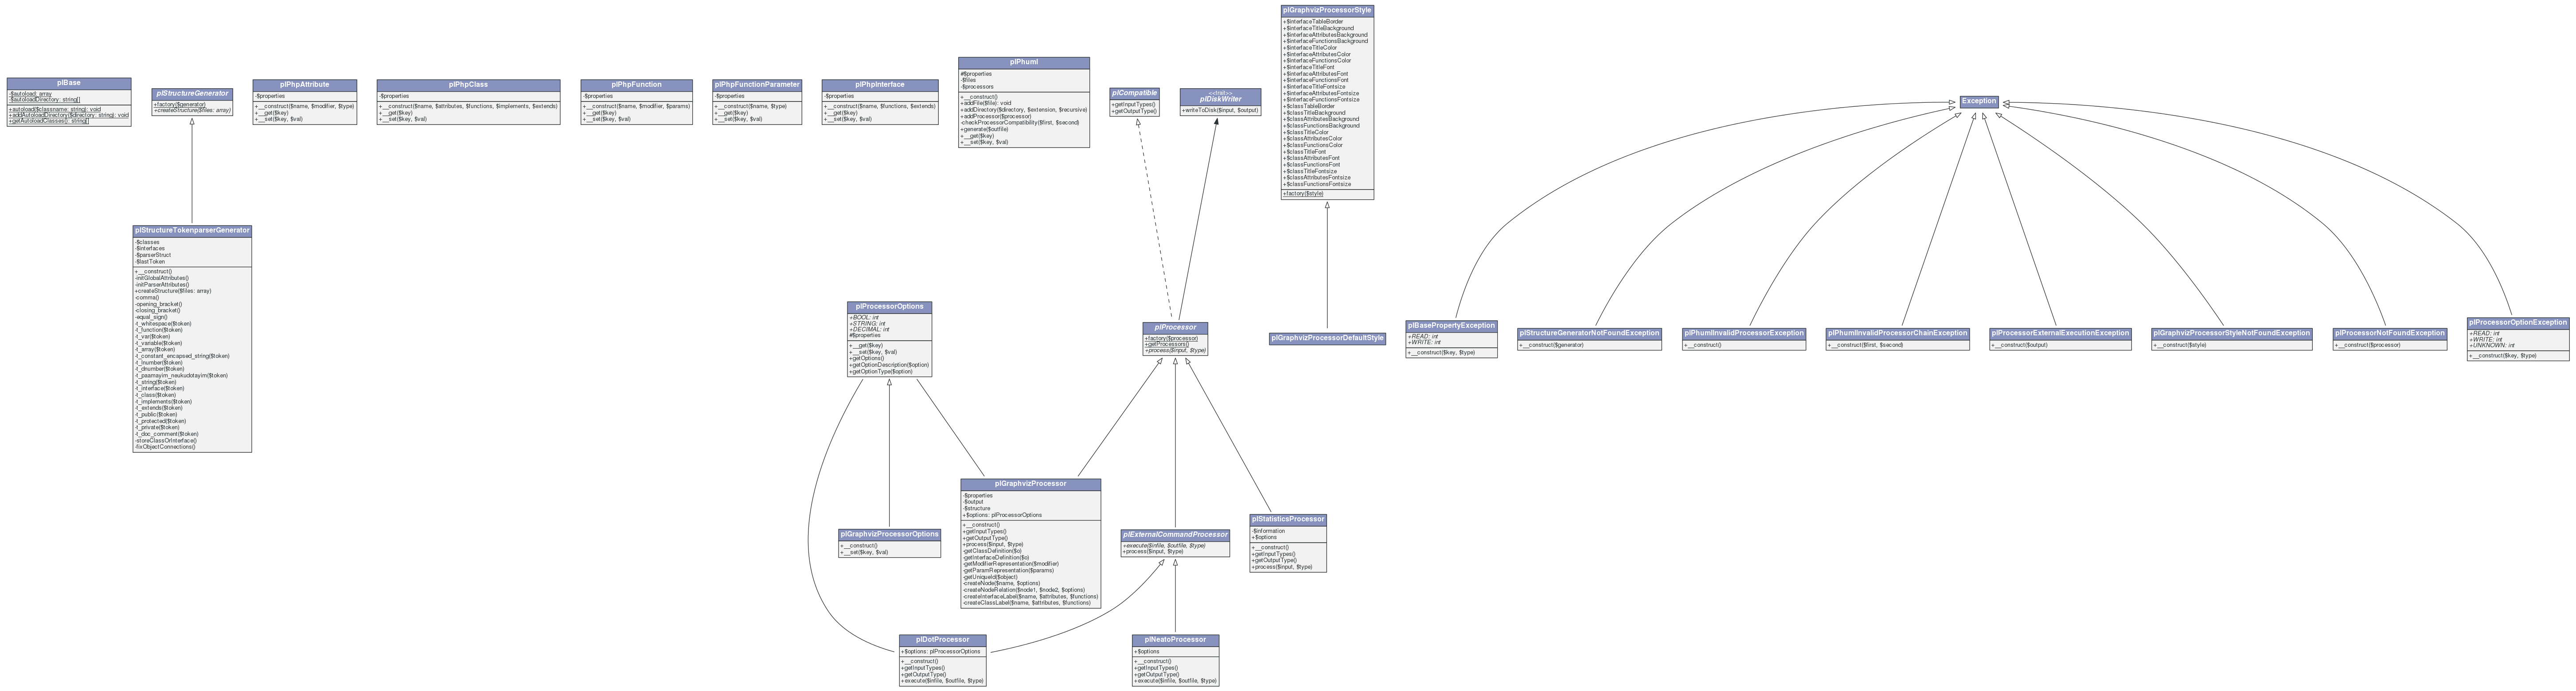 plBase
-$autoload: array
-$autoloadDirectory: string[]
+autoload($classname: string): void
+addAutoloadDirectory($directory: string): void
+getAutoloadClasses(): string[]
plStructureGenerator
+factory($generator)
+createStructure($files: array)
plPhpAttribute
-$properties
+__construct($name, $modifier, $type)
+__get($key)
+__set($key, $val)
plPhpClass
-$properties
+__construct($name, $attributes, $functions, $implements, $extends)
+__get($key)
+__set($key, $val)
plPhpFunction
-$properties
+__construct($name, $modifier, $params)
+__get($key)
+__set($key, $val)
plPhpFunctionParameter
-$properties
+__construct($name, $type)
+__get($key)
+__set($key, $val)
plPhpInterface
-$properties
+__construct($name, $functions, $extends)
+__get($key)
+__set($key, $val)
plPhuml
#$properties
-$files
-$processors
+__construct()
+addFile($file): void
+addDirectory($directory, $extension, $recursive)
+addProcessor($processor)
-checkProcessorCompatibility($first, $second)
+generate($outfile)
+__get($key)
+__set($key, $val)
plCompatible
+getInputTypes()
+getOutputType()
<<trait>>
plDiskWriter
+writeToDisk($input, $output)
plGraphvizProcessorStyle
+$interfaceTableBorder
+$interfaceTitleBackground
+$interfaceAttributesBackground
+$interfaceFunctionsBackground
+$interfaceTitleColor
+$interfaceAttributesColor
+$interfaceFunctionsColor
+$interfaceTitleFont
+$interfaceAttributesFont
+$interfaceFunctionsFont
+$interfaceTitleFontsize
+$interfaceAttributesFontsize
+$interfaceFunctionsFontsize
+$classTableBorder
+$classTitleBackground
+$classAttributesBackground
+$classFunctionsBackground
+$classTitleColor
+$classAttributesColor
+$classFunctionsColor
+$classTitleFont
+$classAttributesFont
+$classFunctionsFont
+$classTitleFontsize
+$classAttributesFontsize
+$classFunctionsFontsize
+factory($style)
Exception
plStructureTokenparserGenerator
-$classes
-$interfaces
-$parserStruct
-$lastToken
+__construct()
-initGlobalAttributes()
-initParserAttributes()
+createStructure($files: array)
-comma()
-opening_bracket()
-closing_bracket()
-equal_sign()
-t_whitespace($token)
-t_function($token)
-t_var($token)
-t_variable($token)
-t_array($token)
-t_constant_encapsed_string($token)
-t_lnumber($token)
-t_dnumber($token)
-t_paamayim_neukudotayim($token)
-t_string($token)
-t_interface($token)
-t_class($token)
-t_implements($token)
-t_extends($token)
-t_public($token)
-t_protected($token)
-t_private($token)
-t_doc_comment($token)
-storeClassOrInterface()
-fixObjectConnections()
plProcessorOptions
+BOOL: int
+STRING: int
+DECIMAL: int
#$properties
+__get($key)
+__set($key, $val)
+getOptions()
+getOptionDescription($option)
+getOptionType($option)
plProcessor
+factory($processor)
+getProcessors()
+process($input, $type)
plGraphvizProcessorDefaultStyle
plBasePropertyException
+READ: int
+WRITE: int
+__construct($key, $type)
plStructureGeneratorNotFoundException
+__construct($generator)
plPhumlInvalidProcessorException
+__construct()
plPhumlInvalidProcessorChainException
+__construct($first, $second)
plProcessorExternalExecutionException
+__construct($output)
plGraphvizProcessorStyleNotFoundException
+__construct($style)
plProcessorNotFoundException
+__construct($processor)
plProcessorOptionException
+READ: int
+WRITE: int
+UNKNOWN: int
+__construct($key, $type)
plGraphvizProcessorOptions
+__construct()
+__set($key, $val)
plGraphvizProcessor
-$properties
-$output
-$structure
+$options: plProcessorOptions
+__construct()
+getInputTypes()
+getOutputType()
+process($input, $type)
-getClassDefinition($o)
-getInterfaceDefinition($o)
-getModifierRepresentation($modifier)
-getParamRepresentation($params)
-getUniqueId($object)
-createNode($name, $options)
-createNodeRelation($node1, $node2, $options)
-createInterfaceLabel($name, $attributes, $functions)
-createClassLabel($name, $attributes, $functions)
plExternalCommandProcessor
+execute($infile, $outfile, $type)
+process($input, $type)
plStatisticsProcessor
-$information
+$options
+__construct()
+getInputTypes()
+getOutputType()
+process($input, $type)
plDotProcessor
+$options: plProcessorOptions
+__construct()
+getInputTypes()
+getOutputType()
+execute($infile, $outfile, $type)
plNeatoProcessor
+$options
+__construct()
+getInputTypes()
+getOutputType()
+execute($infile, $outfile, $type)